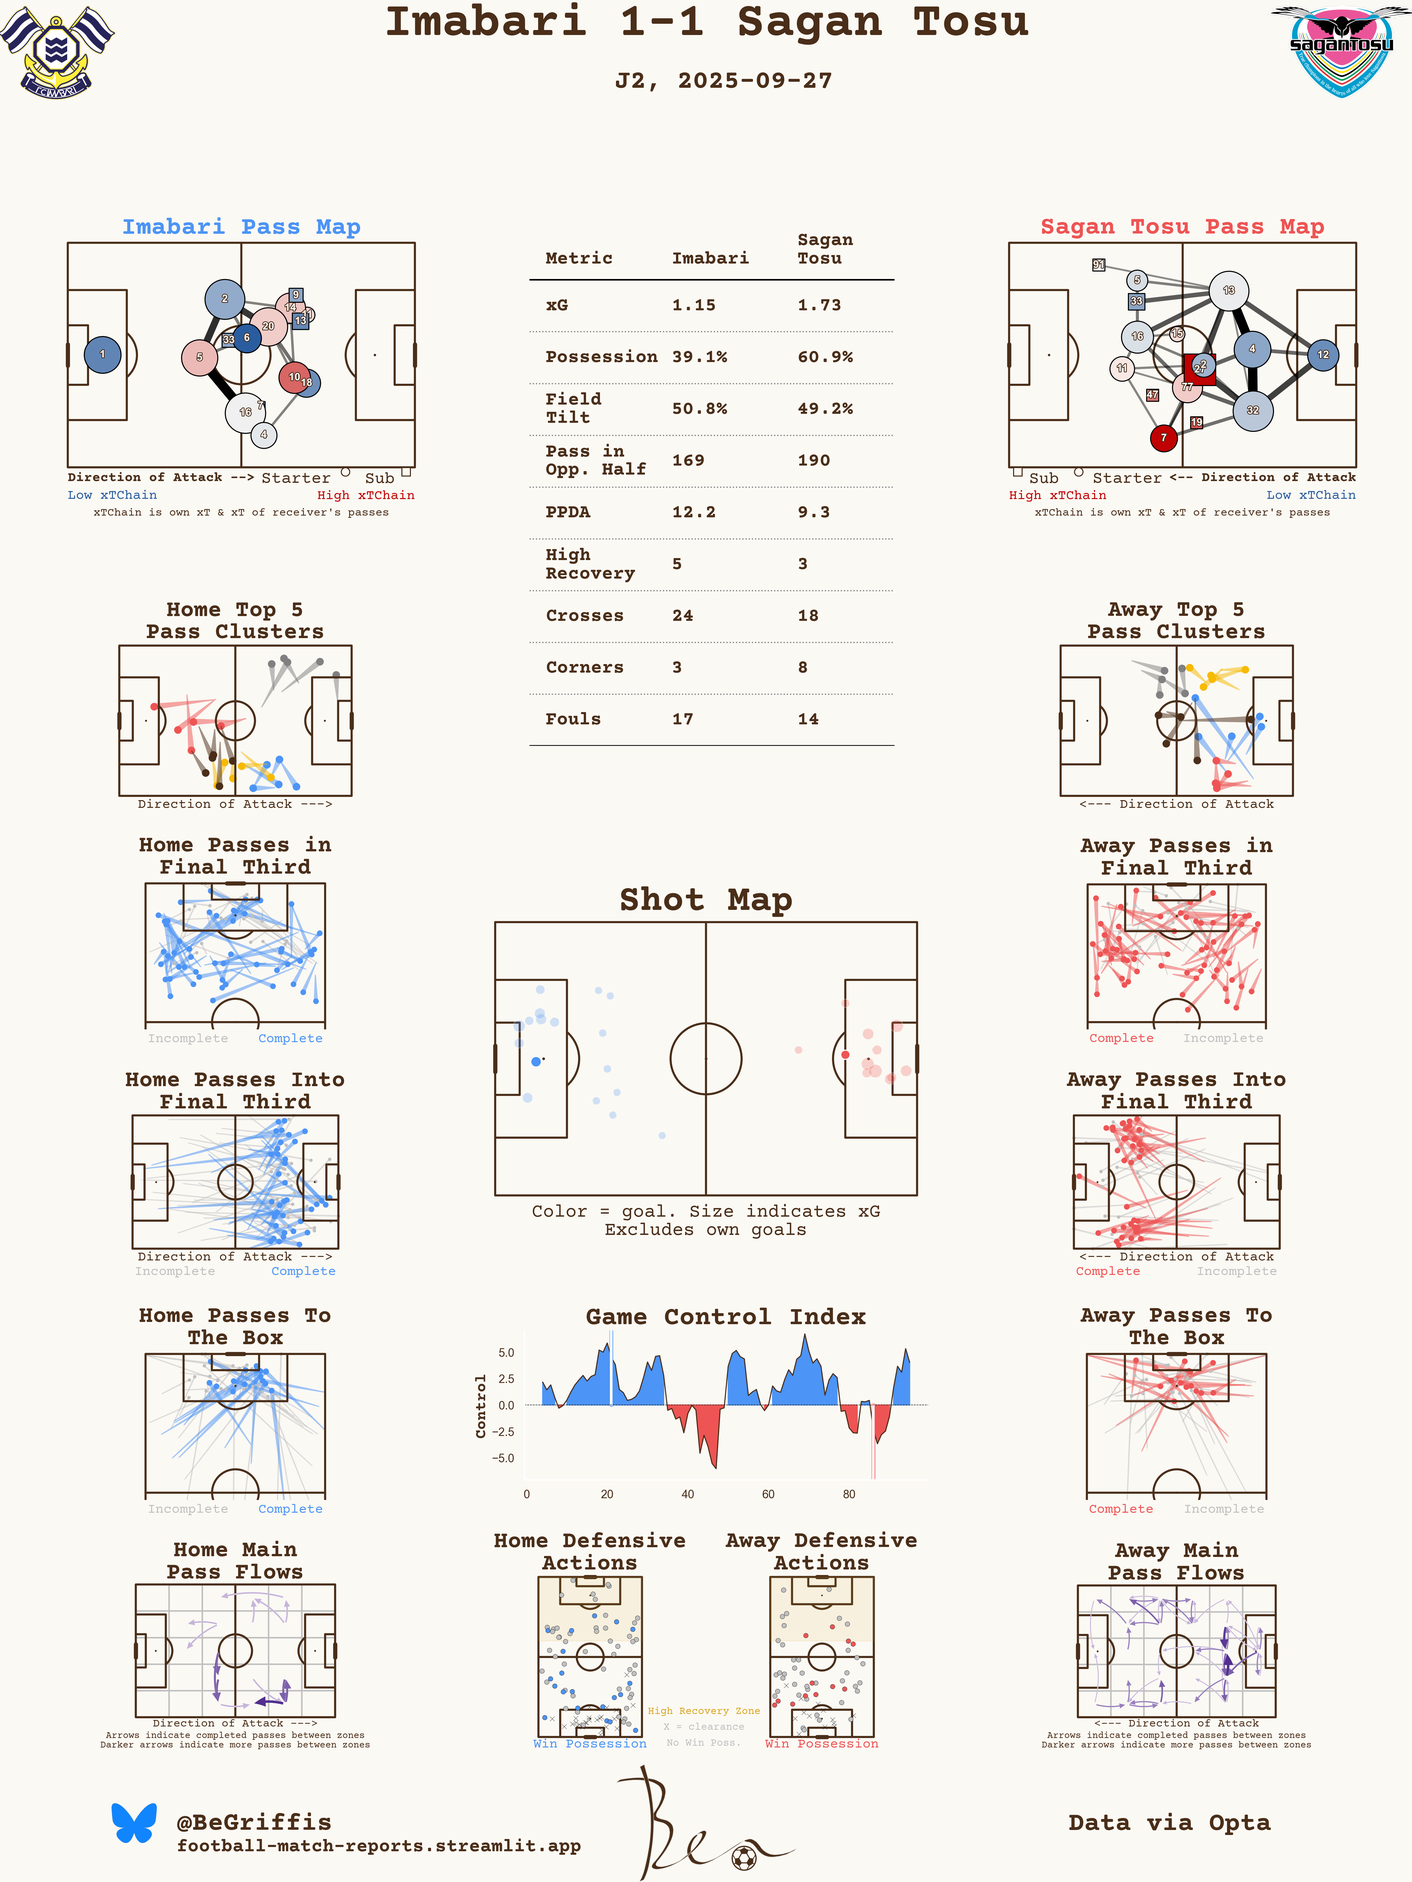 Imabari 1-1 Sagan Tosu
J2, 2025-09-27
FC IMABARI
saganTosu
Imabari Pass Map
1
2
5
33
6
20
14
9
13
10
18
16
7
4
Direction of Attack --> Starter Sub
Low xTChain High xTChain
xTChain is own xT & xT of receiver's passes
Metric Imabari Sagan Tosu
xG 1.15 1.73
Possession 39.1% 60.9%
Field Tilt 50.8% 49.2%
Pass in Opp. Half 169 190
PPDA 12.2 9.3
High Recovery 5 3
Crosses 24 18
Corners 3 8
Fouls 17 14
Sagan Tosu Pass Map
91
5
33
13
16
15
4
12
11
2
27
77
47
32
19
7
Sub Starter <-- Direction of Attack
High xTChain Low xTChain
xTChain is own xT & xT of receiver's passes
Home Top 5
Pass Clusters
Direction of Attack --->
Away Top 5
Pass Clusters
<--- Direction of Attack
Home Passes in
Final Third
Incomplete Complete
Away Passes in
Final Third
Complete Incomplete
Shot Map
Color = goal. Size indicates xG
Excludes own goals
Home Passes Into
Final Third
Direction of Attack --->
Incomplete Complete
Away Passes Into
Final Third
<--- Direction of Attack
Complete Incomplete
Home Passes To
The Box
Incomplete Complete
Game Control Index
Control
5.0
2.5
0.0
−2.5
−5.0
0 20 40 60 80
Away Passes To
The Box
Complete Incomplete
Home Main
Pass Flows
Direction of Attack --->
Arrows indicate completed passes between zones
Darker arrows indicate more passes between zones
Home Defensive
Actions
Win Possession
Away Defensive
Actions
Win Possession
High Recovery Zone
X = clearance
No Win Poss.
Away Main
Pass Flows
<--- Direction of Attack
Arrows indicate completed passes between zones
Darker arrows indicate more passes between zones
@BeGriffis
football-match-reports.streamlit.app
Ben
Data via Opta